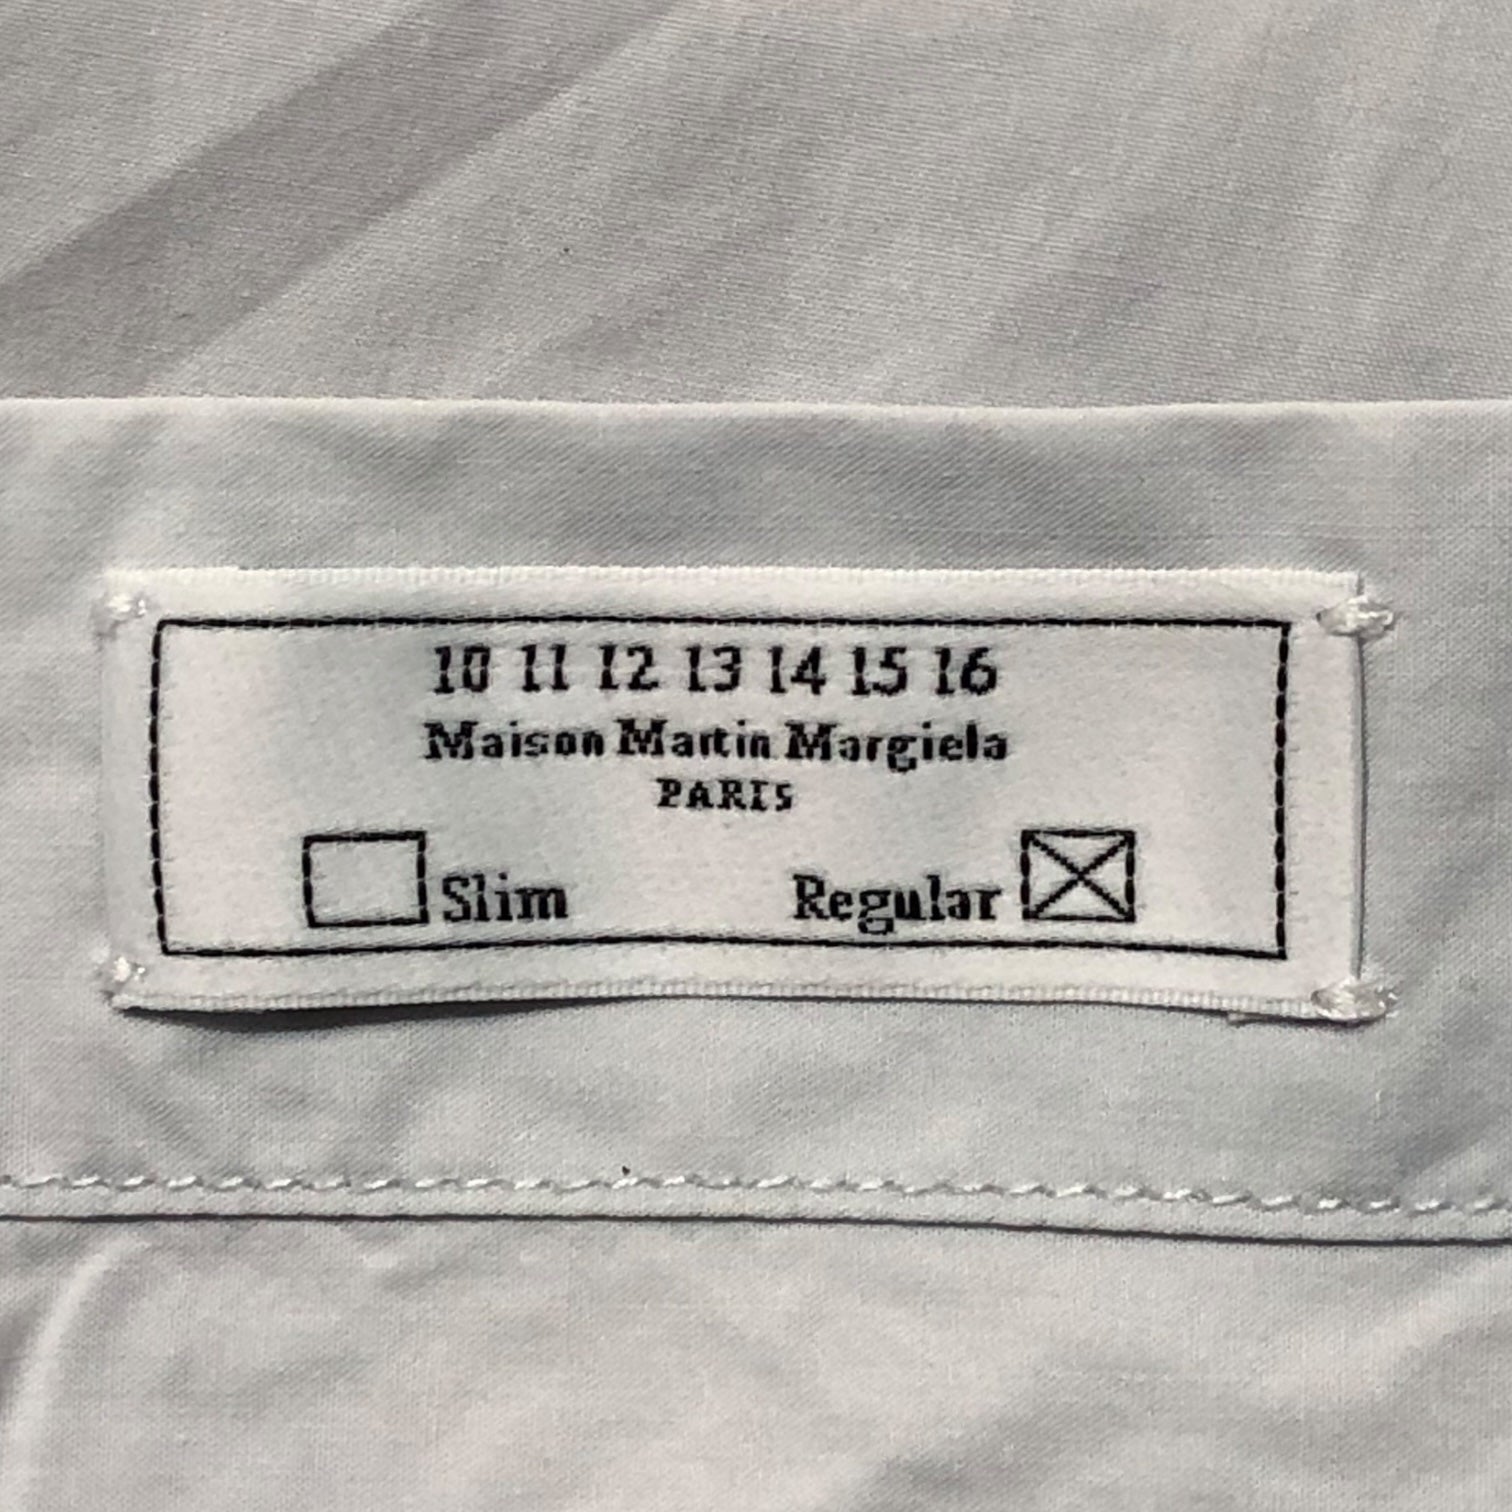 10 11 12 13 14 15 16
Maison Martin Margiela
PARIS
Slim Regular